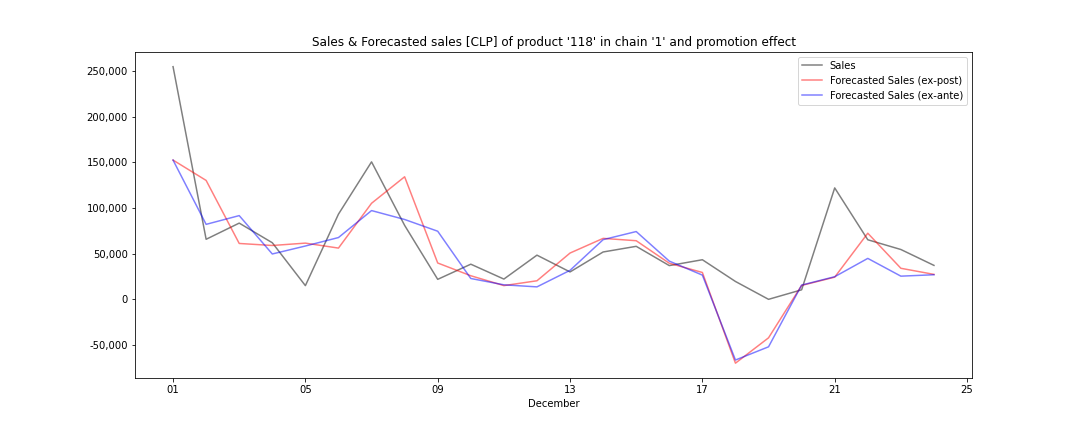 Sales & Forecasted sales [CLP] of product '118' in chain '1' and promotion effect
Sales
Forecasted Sales (ex-post)
Forecasted Sales (ex-ante)
250,000
200,000
150,000
100,000
50,000
0
-50,000
01 05 09 13 17 21 25
December